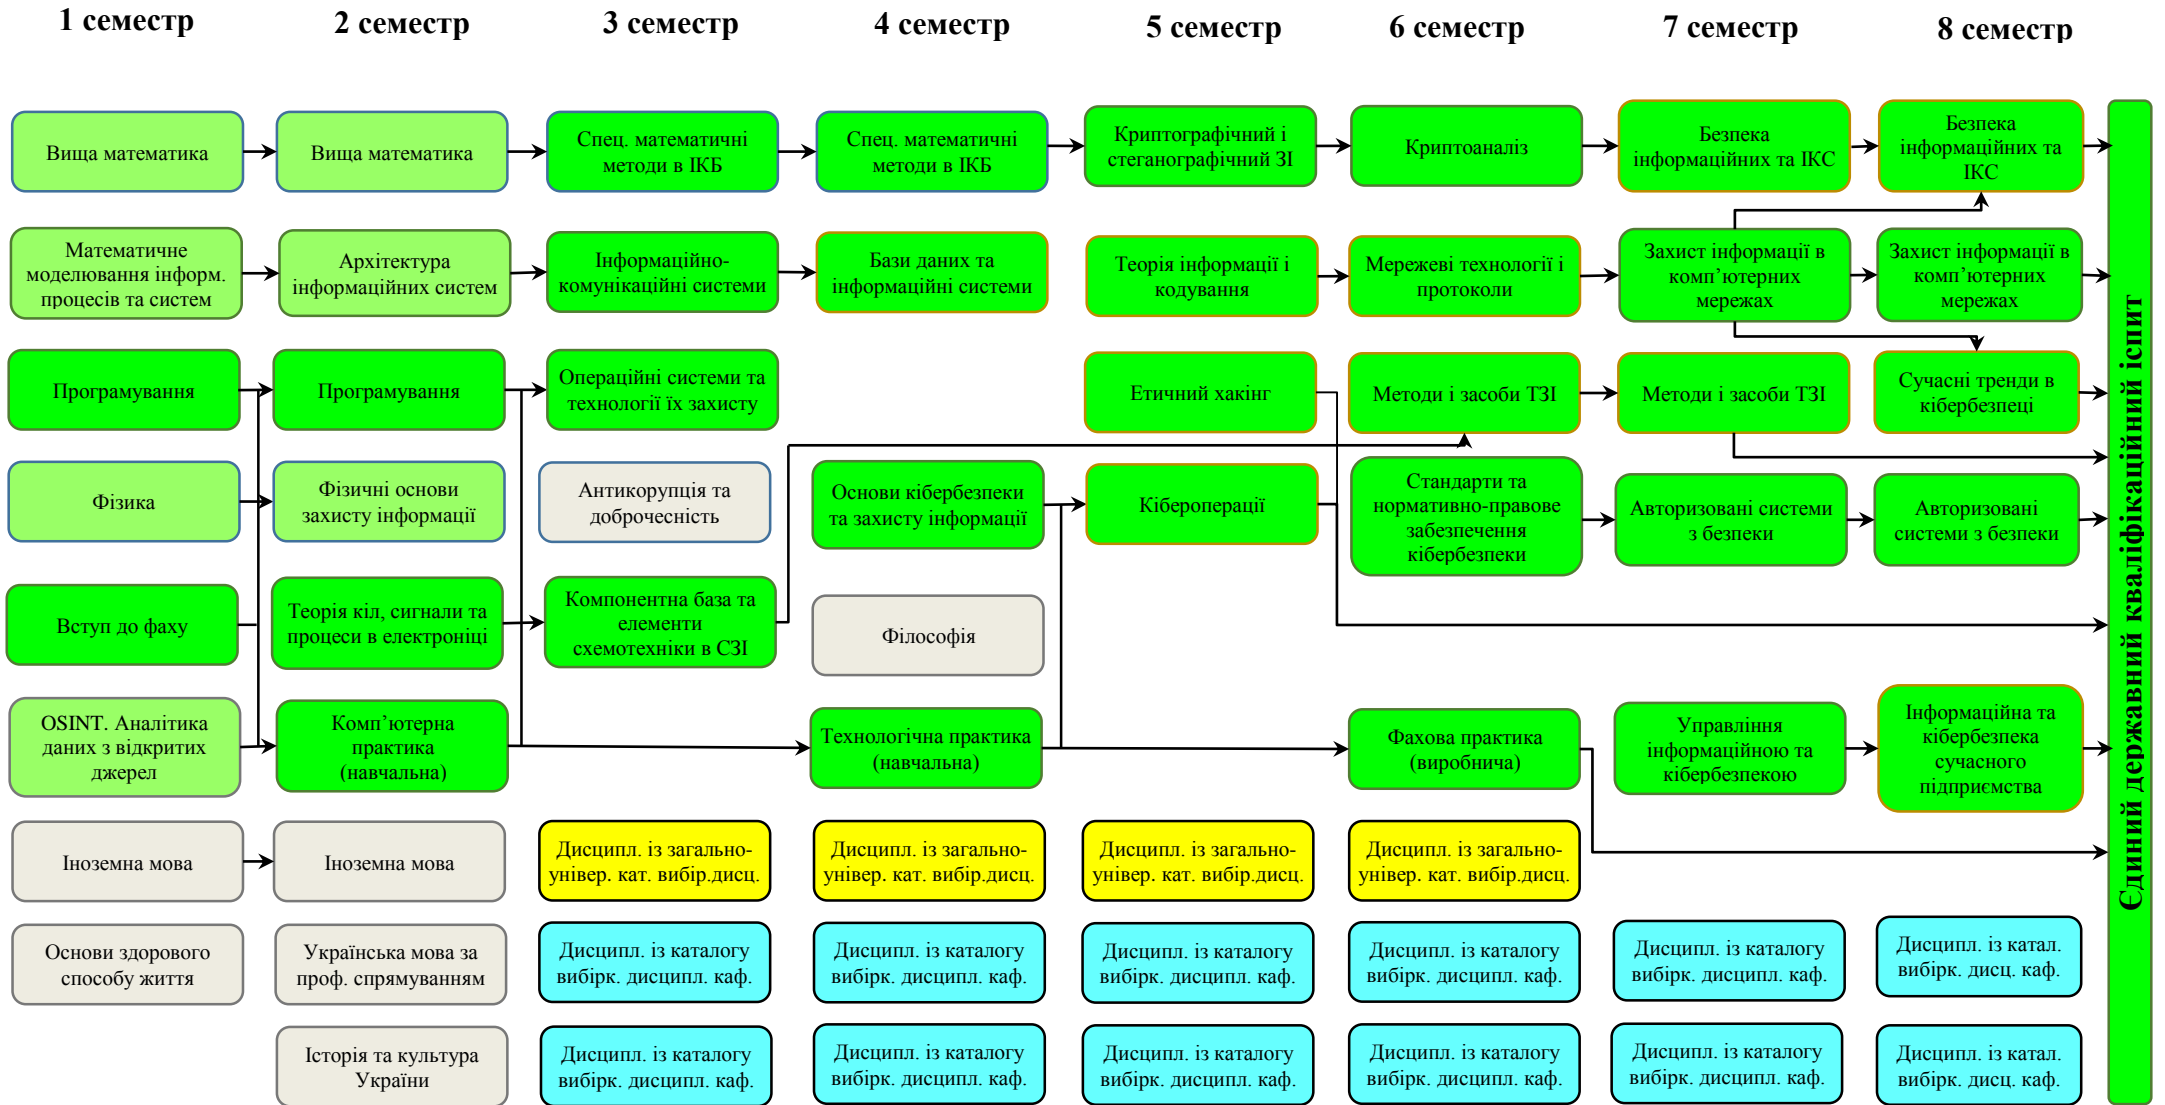 1 семестр
2 семестр
3 семестр
4 семестр
5 семестр
6 семестр
7 семестр
8 семестр
Вища математика
Вища математика
Спец. математичні
методи в ІКБ
Спец. математичні
методи в ІКБ
Криптографічний і
стеганографічний ЗІ
Криптоаналіз
Безпека
інформаційних та ІКС
Безпека
інформаційних та
ІКС
Математичне
моделювання інформ.
процесів та систем
Архітектура
інформаційних систем
Інформаційно-
комунікаційні системи
Бази даних та
інформаційні системи
Теорія інформації і
кодування
Мережеві технології і
протоколи
Захист інформації в
комп’ютерних
мережах
Захист інформації в
комп’ютерних
мережах
Програмування
Програмування
Операційні системи та
технології їх захисту
Етичний хакінг
Методи і засоби ТЗІ
Методи і засоби ТЗІ
Сучасні тренди в
кібербезпеці
Фізика
Фізичні основи
захисту інформації
Антикорупція та
доброчесність
Основи кібербезпеки
та захисту інформації
Кібероперації
Стандарти та
нормативно-правове
забезпечення
кібербезпеки
Авторизовані системи
з безпеки
Авторизовані
системи з безпеки
Вступ до фаху
Теорія кіл, сигнали та
процеси в електроніці
Компонентна база та
елементи
схемотехніки в СЗІ
Філософія
OSINT. Аналітика
даних з відкритих
джерел
Комп’ютерна
практика
(навчальна)
Технологічна практика
(навчальна)
Фахова практика
(виробнича)
Управління
інформаційною та
кібербезпекою
Інформаційна та
кібербезпека
сучасного
підприємства
Іноземна мова
Іноземна мова
Дисципл. із загально-
універ. кат. вибір.дисц.
Дисципл. із загально-
універ. кат. вибір.дисц.
Дисципл. із загально-
універ. кат. вибір.дисц.
Дисципл. із загально-
універ. кат. вибір.дисц.
Основи здорового
способу життя
Українська мова за
проф. спрямуванням
Дисципл. із каталогу
вибірк. дисципл. каф.
Дисципл. із каталогу
вибірк. дисципл. каф.
Дисципл. із каталогу
вибірк. дисципл. каф.
Дисципл. із каталогу
вибірк. дисципл. каф.
Дисципл. із каталогу
вибірк. дисципл. каф.
Дисципл. із катал.
вибірк. дисц. каф.
Історія та культура
України
Дисципл. із каталогу
вибірк. дисципл. каф.
Дисципл. із каталогу
вибірк. дисципл. каф.
Дисципл. із каталогу
вибірк. дисципл. каф.
Дисципл. із каталогу
вибірк. дисципл. каф.
Дисципл. із каталогу
вибірк. дисципл. каф.
Дисципл. із катал.
вибірк. дисц. каф.
Єдиний державний кваліфікаційний іспит